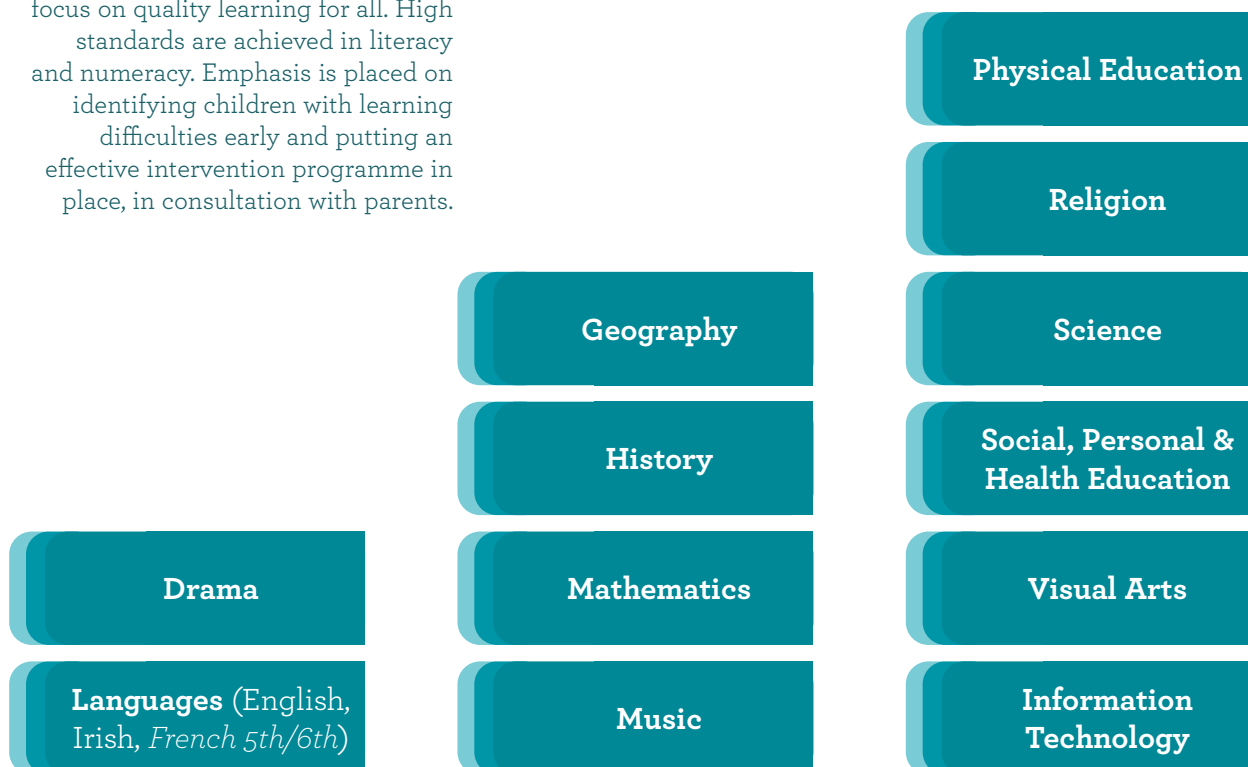 focus on quality learning for all. High
standards are achieved in literacy
and numeracy. Emphasis is placed on
identifying children with learning
difficulties early and putting an
effective intervention programme in
place, in consultation with parents.
Drama
Languages (English,
Irish, French 5th/6th)
Geography
History
Mathematics
Music
Physical Education
Religion
Science
Social, Personal &
Health Education
Visual Arts
Information
Technology